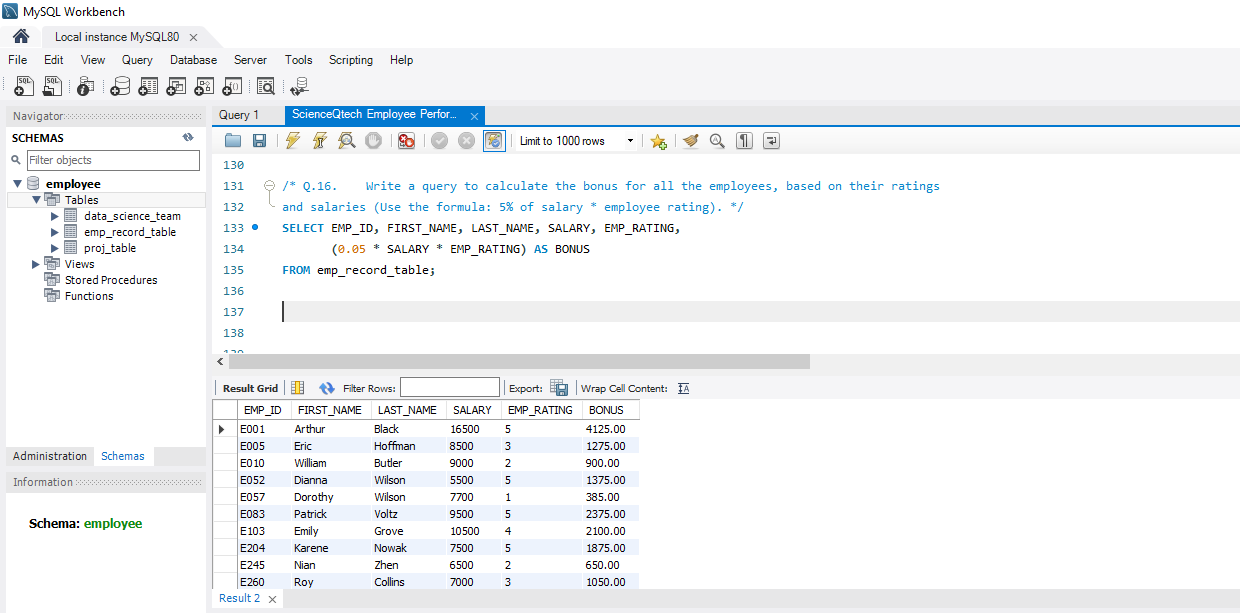 MySQL Workbench
Local instance MySQL80 ×
File Edit View Query Database Server Tools Scripting Help
Navigator
SCHEMAS
Filter objects
employee
Tables
data_science_team
emp_record_table
proj_table
Views
Stored Procedures
Functions
Administration Schemas
Information
Schema: employee
Query 1 ScienceQtech Employee Perfor... ×
Limit to 1000 rows
130
131 /* Q.16. Write a query to calculate the bonus for all the employees, based on their ratings
132 and salaries (Use the formula: 5% of salary * employee rating). */
133 SELECT EMP_ID, FIRST_NAME, LAST_NAME, SALARY, EMP_RATING,
134 (0.05 * SALARY * EMP_RATING) AS BONUS
135 FROM emp_record_table;
136
137
138
Result Grid Filter Rows: Export: Wrap Cell Content:
EMP_ID FIRST_NAME LAST_NAME SALARY EMP_RATING BONUS
E001 Arthur Black 16500 5 4125.00
E005 Eric Hoffman 8500 3 1275.00
E010 William Butler 9000 2 900.00
E052 Dianna Wilson 5500 5 1375.00
E057 Dorothy Wilson 7700 1 385.00
E083 Patrick Voltz 9500 5 2375.00
E103 Emily Grove 10500 4 2100.00
E204 Karene Nowak 7500 5 1875.00
E245 Nian Zhen 6500 2 650.00
E260 Roy Collins 7000 3 1050.00
Result 2 ×